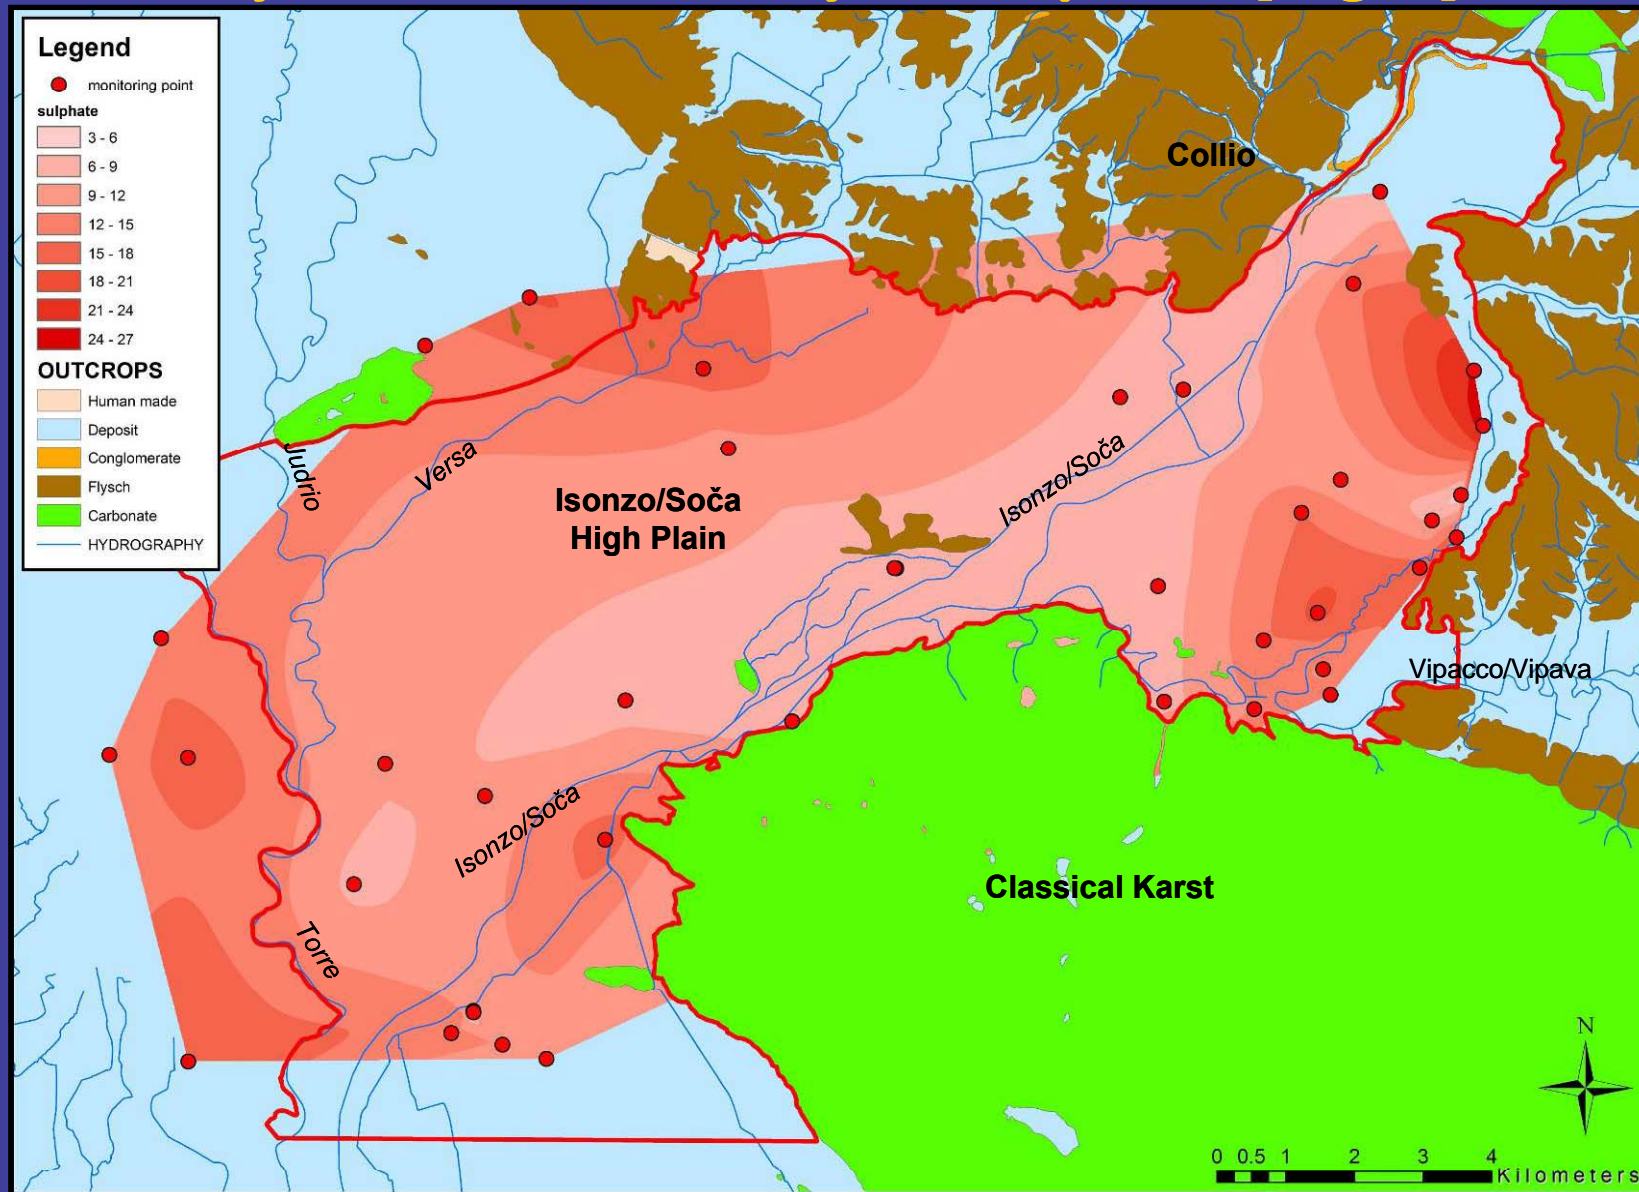 Legend
monitoring point
sulphate
3 - 6
6 - 9
9 - 12
12 - 15
15 - 18
18 - 21
21 - 24
24 - 27
OUTCROPS
Human made
Deposit
Conglomerate
Flysch
Carbonate
HYDROGRAPHY
Collio
Judrio
Versa
Isonzo/Soča
High Plain
Isonzo/Soča
Vipacco/Vipava
Isonzo/Soča
Classical Karst
Torre
N
0 0.5 1 2 3 4
Kilometers